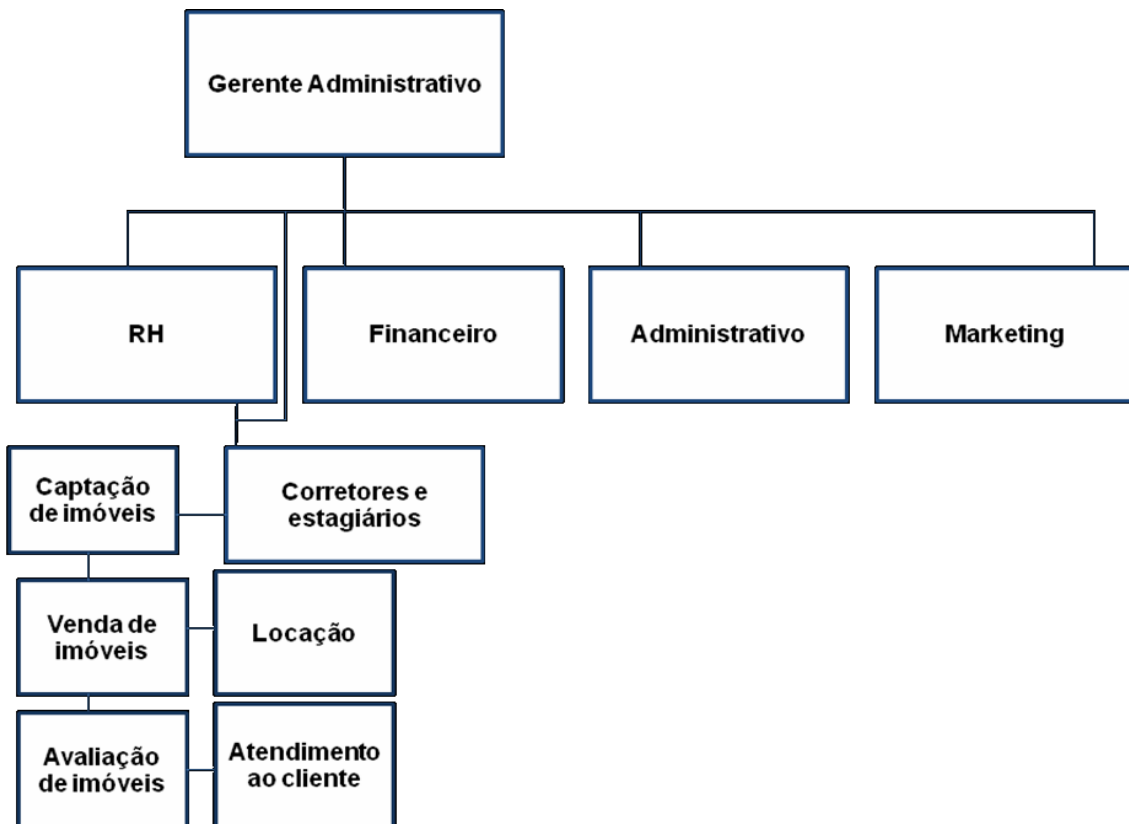 Gerente Administrativo
RH
Financeiro
Administrativo
Marketing
Captação
de imóveis
Corretores e
estagiários
Venda de
imóveis
Locação
Avaliação
de imóveis
Atendimento
ao cliente